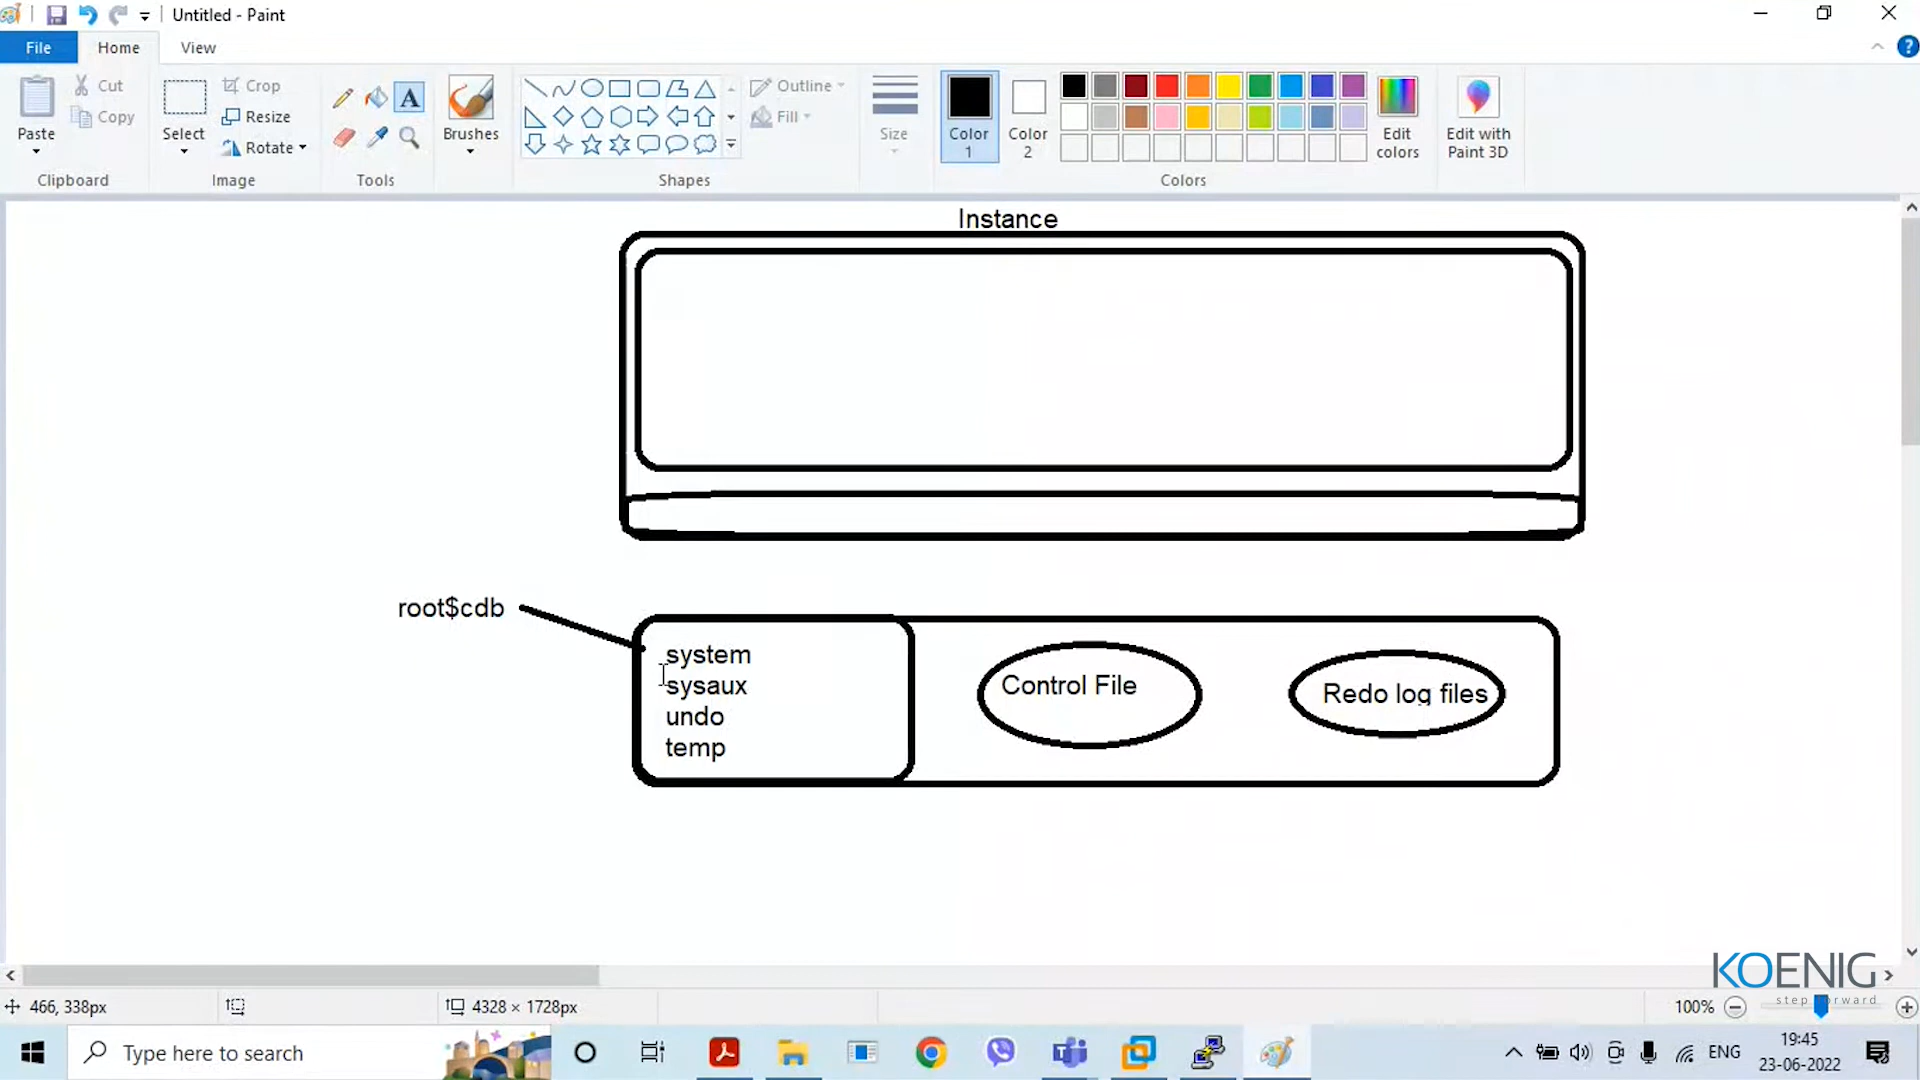 Untitled - Paint
File
Home
View
Paste
Cut
Copy
Clipboard
Select
Crop
Resize
Rotate
Image
A
Tools
Brushes
Outline
Fill
Shapes
Size
Color
1
Color
2
Edit
colors
Edit with
Paint 3D
Colors
Instance
root$cdb
system
sysaux
undo
temp
Control File
Redo log files
KOENIG
step forward
466, 338px
4328 × 1728px
100%
Type here to search
ENG
19:45
23-06-2022